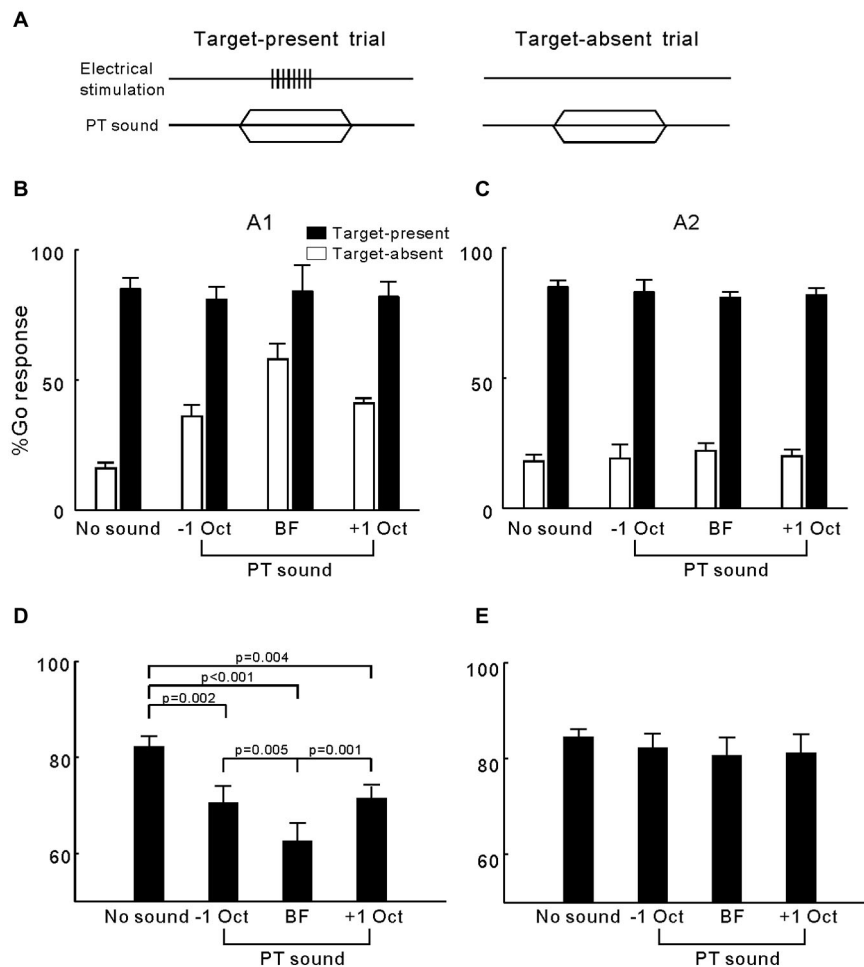 A
Target-present trial
Target-absent trial
Electrical
stimulation
PT sound
B
A1
Target-present
Target-absent
%Go response
100
50
0
No sound
-1 Oct
BF
+1 Oct
PT sound
C
A2
100
50
0
No sound
-1 Oct
BF
+1 Oct
PT sound
D
100
80
60
p=0.004
p<0.001
p=0.002
p=0.005
p=0.001
No sound
-1 Oct
BF
+1 Oct
PT sound
E
100
80
60
No sound
-1 Oct
BF
+1 Oct
PT sound